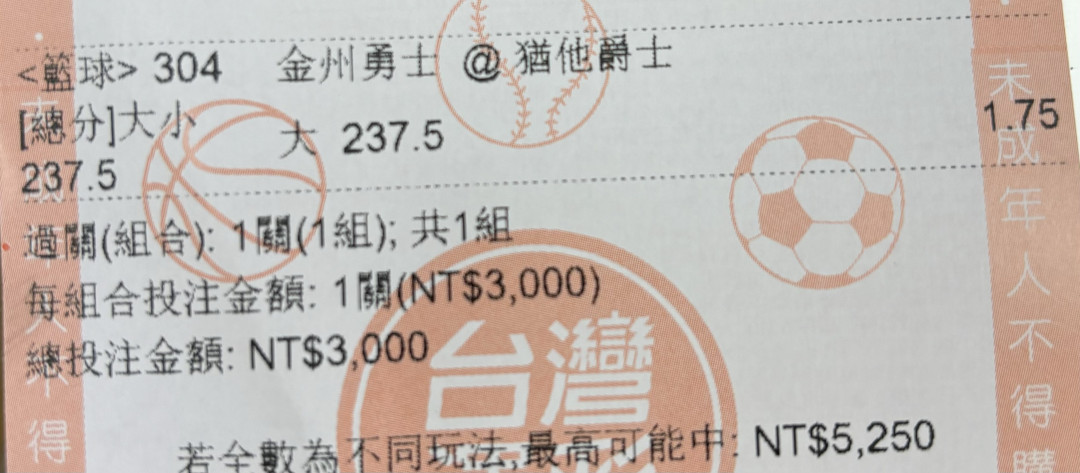 <籃球> 304 金州勇士 @ 猶他爵士
[總分]大小 大 237.5 1.75
237.5
過關(組合): 1關(1組); 共1組
每組合投注金額: 1關(NT$3,000)
總投注金額: NT$3,000
若全數為不同玩法,最高可能中: NT$5,250
台灣
未成年人不得購